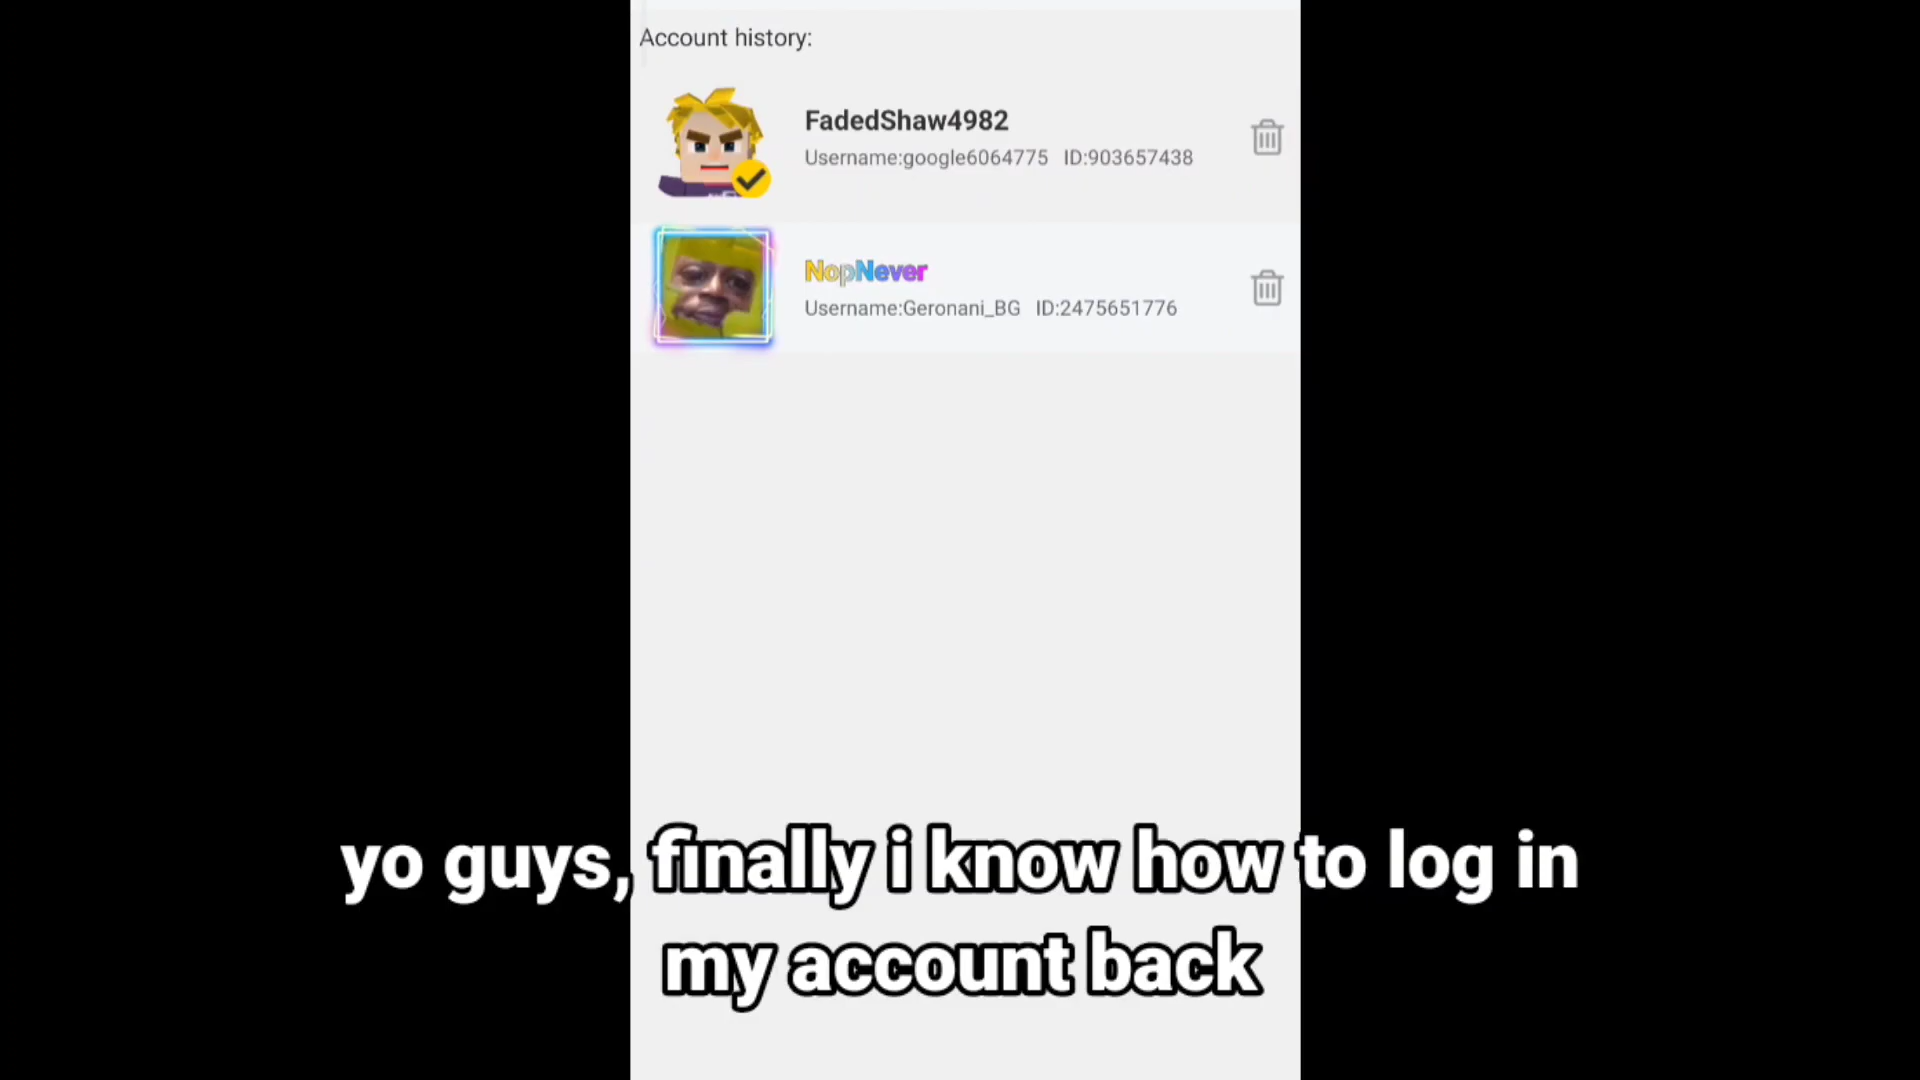 Account history:
FadedShaw4982
Username:google6064775 ID:903657438
NopNever
Username:Geronani_BG ID:2475651776
yo guys, finally i know how to log in
my account back